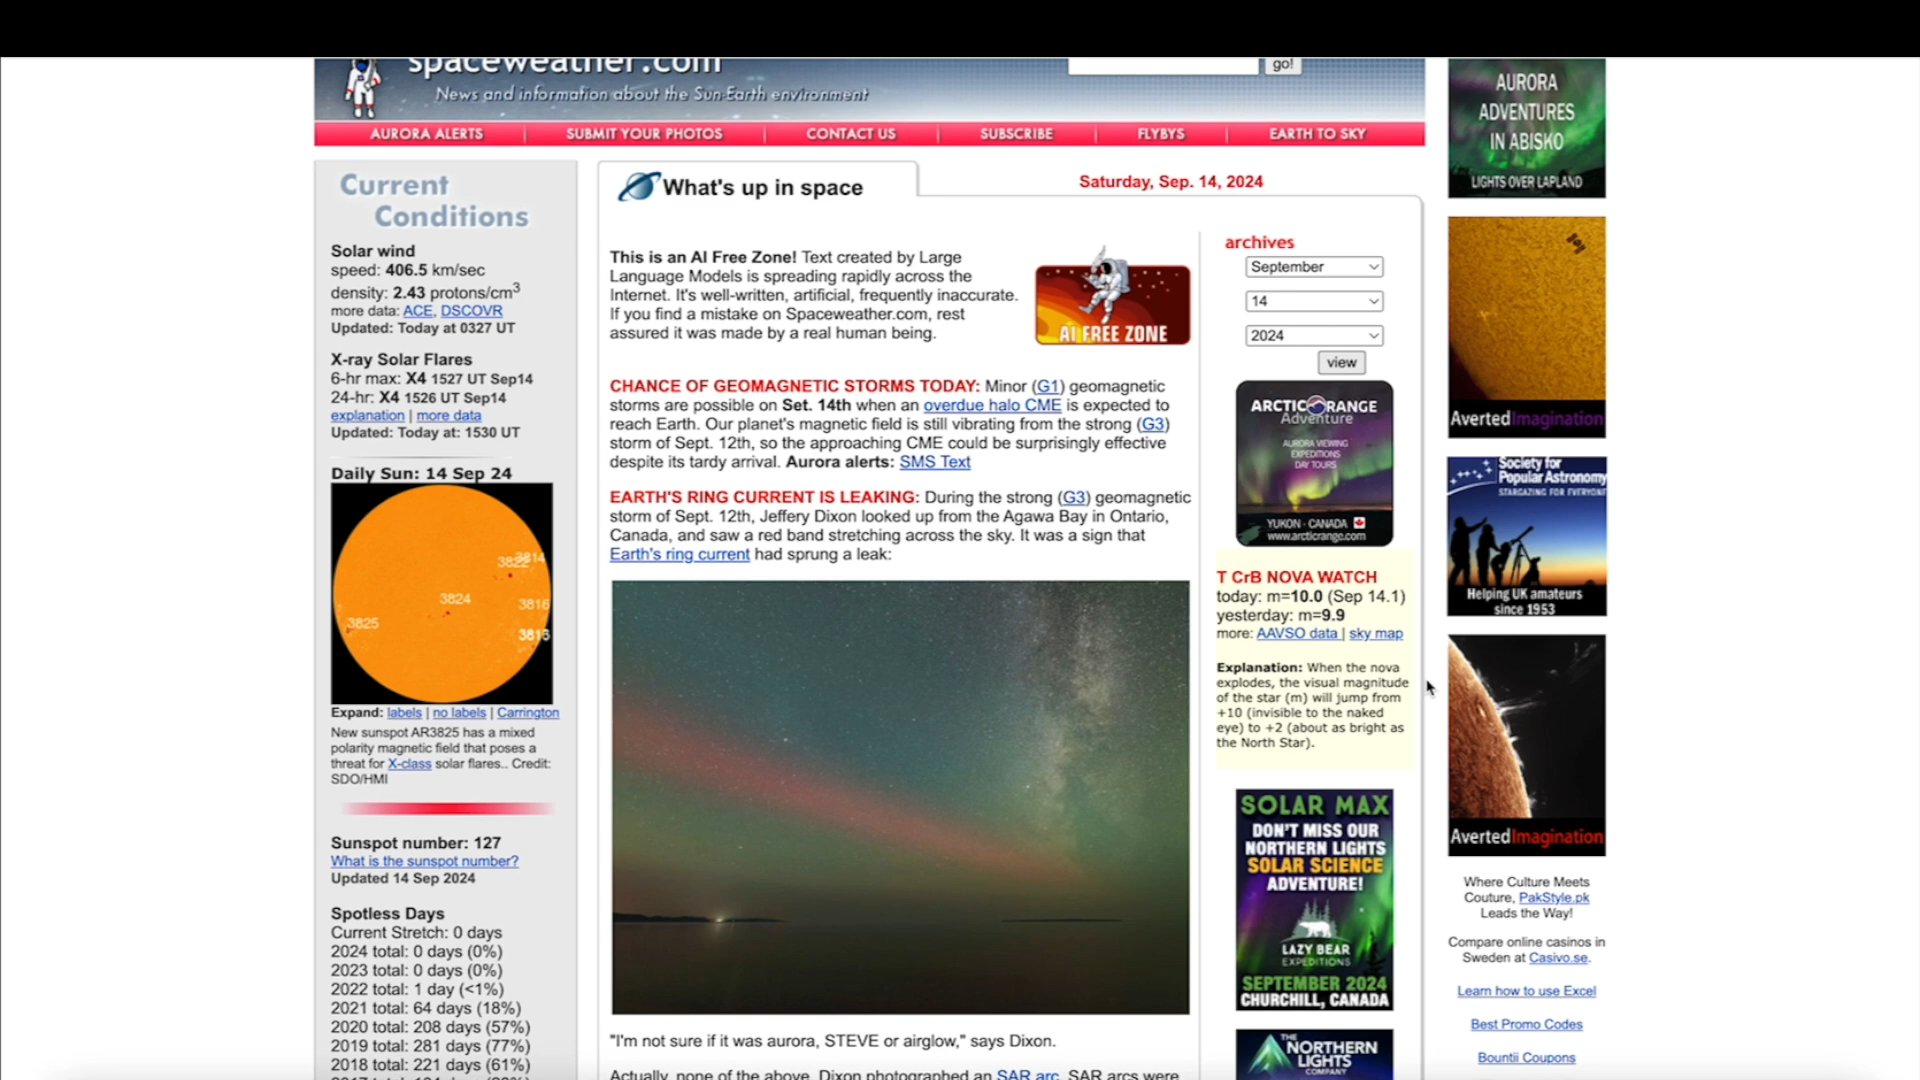 spaceweather.com
go!
News and information about the Sun-Earth environment
AURORA ALERTS
SUBMIT YOUR PHOTOS
CONTACT US
SUBSCRIBE
FLYBYS
EARTH TO SKY
Current
Conditions
Solar wind
speed: 406.5 km/sec
density: 2.43 protons/cm3
more data: ACE, DSCOVR
Updated: Today at 0327 UT
X-ray Solar Flares
6-hr max: X4 1527 UT Sep14
24-hr: X4 1526 UT Sep14
explanation | more data
Updated: Today at: 1530 UT
Daily Sun: 14 Sep 24
3814
3822
3824
3816
3825
Expand: labels | no labels | Carrington
New sunspot AR3825 has a mixed
polarity magnetic field that poses a
threat for X-class solar flares.. Credit:
SDO/HMI
Sunspot number: 127
What is the sunspot number?
Updated 14 Sep 2024
Spotless Days
Current Stretch: 0 days
2024 total: 0 days (0%)
2023 total: 0 days (0%)
2022 total: 1 day (<1%)
2021 total: 64 days (18%)
2020 total: 208 days (57%)
2019 total: 281 days (77%)
2018 total: 221 days (61%)
What's up in space
Saturday, Sep. 14, 2024
This is an AI Free Zone! Text created by Large
Language Models is spreading rapidly across the
Internet. It's well-written, artificial, frequently inaccurate.
If you find a mistake on Spaceweather.com, rest
assured it was made by a real human being.
AI FREE ZONE
CHANCE OF GEOMAGNETIC STORMS TODAY: Minor (G1) geomagnetic
storms are possible on Set. 14th when an overdue halo CME is expected to
reach Earth. Our planet's magnetic field is still vibrating from the strong (G3)
storm of Sept. 12th, so the approaching CME could be surprisingly effective
despite its tardy arrival. Aurora alerts: SMS Text
EARTH'S RING CURRENT IS LEAKING: During the strong (G3) geomagnetic
storm of Sept. 12th, Jeffery Dixon looked up from the Agawa Bay in Ontario,
Canada, and saw a red band stretching across the sky. It was a sign that
Earth's ring current had sprung a leak:
"I'm not sure if it was aurora, STEVE or airglow," says Dixon.
Actually, none of the above. Dixon photographed an SAR arc. SAR arcs were
archives
September
14
2024
view
ARCTIC RANGE
Adventure
AURORA VIEWING
EXPEDITIONS
DAY TOURS
YUKON - CANADA
www.arcticrange.com
T CrB NOVA WATCH
today: m=10.0 (Sep 14.1)
yesterday: m=9.9
more: AAVSO data | sky map
Explanation: When the nova
explodes, the visual magnitude
of the star (m) will jump from
+10 (invisible to the naked
eye) to +2 (about as bright as
the North Star).
SOLAR MAX
DON'T MISS OUR
NORTHERN LIGHTS
SOLAR SCIENCE
ADVENTURE!
LAZY BEAR
EXPEDITIONS
SEPTEMBER 2024
CHURCHILL, CANADA
THE
NORTHERN
LIGHTS
COMPANY
AURORA
ADVENTURES
IN ABISKO
LIGHTS OVER LAPLAND
AvertedImagination
Society for
Popular Astronomy
STARGAZING FOR EVERYONE
Helping UK amateurs
since 1953
AvertedImagination
Where Culture Meets
Couture, PakStyle.pk
Leads the Way!
Compare online casinos in
Sweden at Casivo.se.
Learn how to use Excel
Best Promo Codes
Bountii Coupons